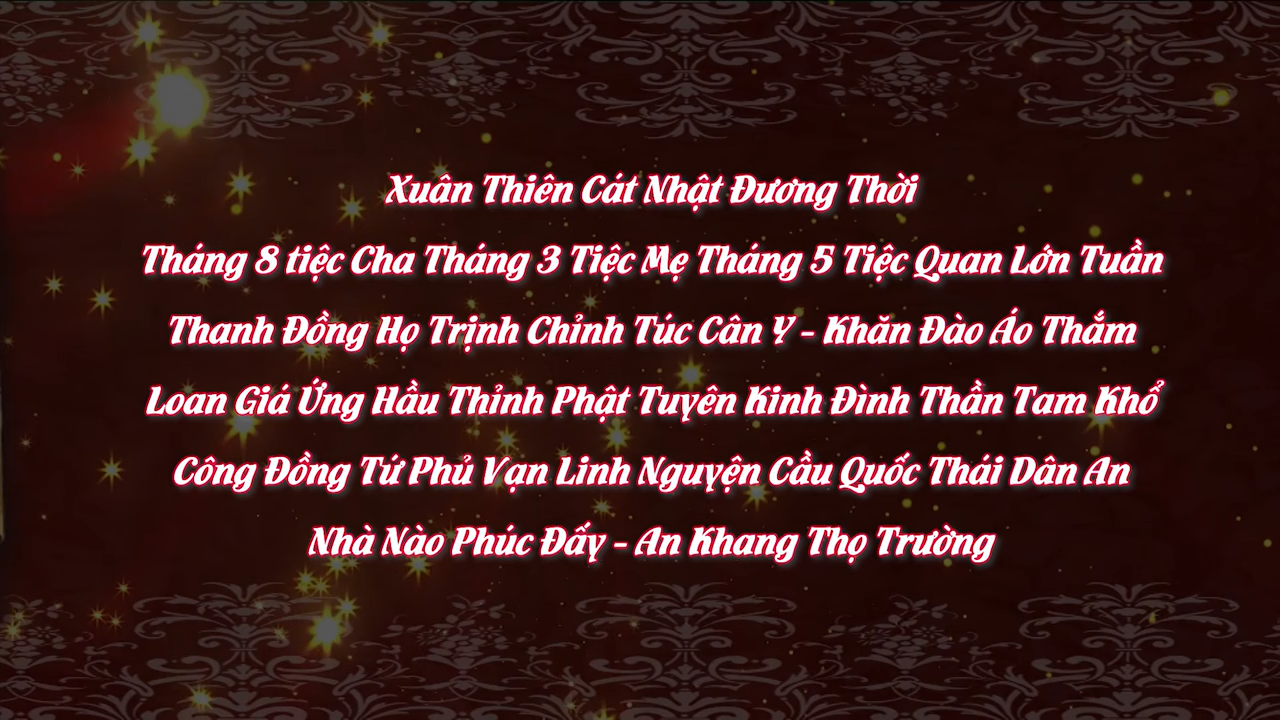 Xuân Thiên Cát Nhật Đương Thời
Tháng 8 tiệc Cha Tháng 3 Tiệc Mẹ Tháng 5 Tiệc Quan Lớn Tuần
Thanh Đồng Họ Trịnh Chỉnh Túc Cân Y - Khăn Đào Áo Thắm
Loan Giá Ứng Hầu Thỉnh Phật Tuyên Kinh Đình Thần Tam Khổ
Công Đồng Tứ Phủ Vạn Linh Nguyện Cầu Quốc Thái Dân An
Nhà Nào Phúc Đấy - An Khang Thọ Trường